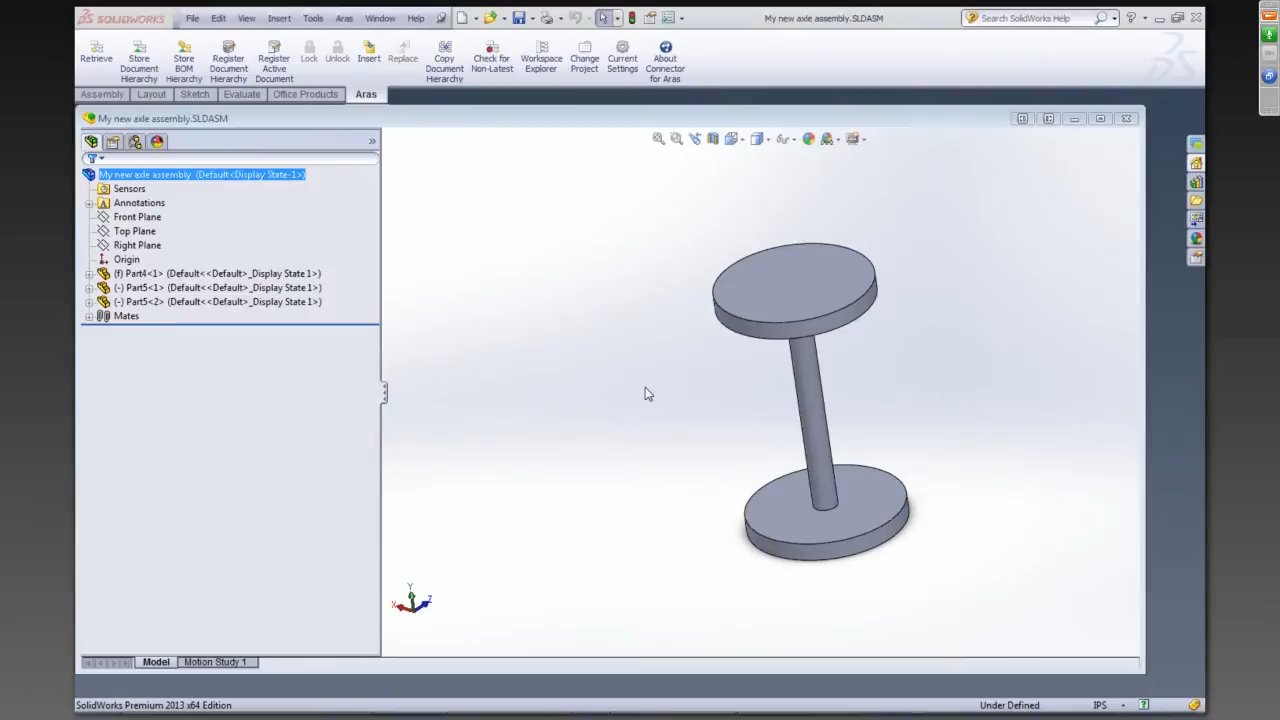 SOLIDWORKS File Edit View Insert Tools Aras Window Help My new axle assembly.SLDASM Search SolidWorks Help
Retrieve Store Document Hierarchy Store BOM Hierarchy Register Document Hierarchy Register Active Document Lock Unlock Insert Replace Copy Document Hierarchy Check for Non-Latest Workspace Explorer Change Project Current Settings About Connector for Aras
Assembly Layout Sketch Evaluate Office Products Aras
My new axle assembly.SLDASM
My new axle assembly (Default<Display State-1>)
Sensors
A Annotations
Front Plane
Top Plane
Right Plane
Origin
(f) Part4<1> (Default<<Default>_Display State 1>)
(-) Part5<1> (Default<<Default>_Display State 1>)
(-) Part5<2> (Default<<Default>_Display State 1>)
Mates
Y
X Z
Model Motion Study 1
SolidWorks Premium 2013 x64 Edition Under Defined IPS